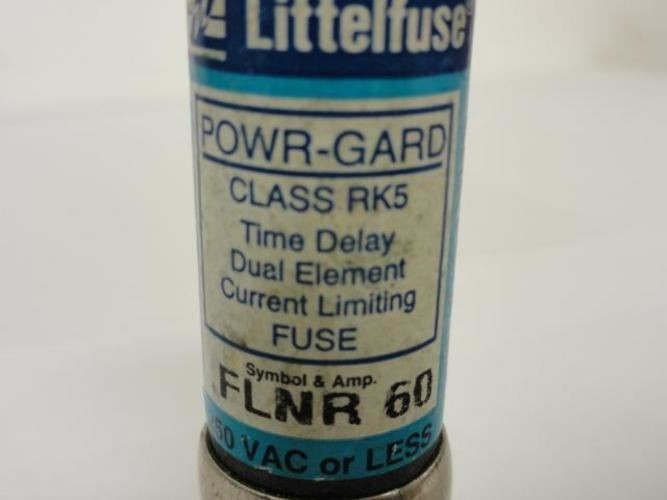 Littelfuse®
POWR-GARD
CLASS RK5
Time Delay
Dual Element
Current Limiting
FUSE
Symbol & Amp.
FLNR 60
50 VAC or LESS